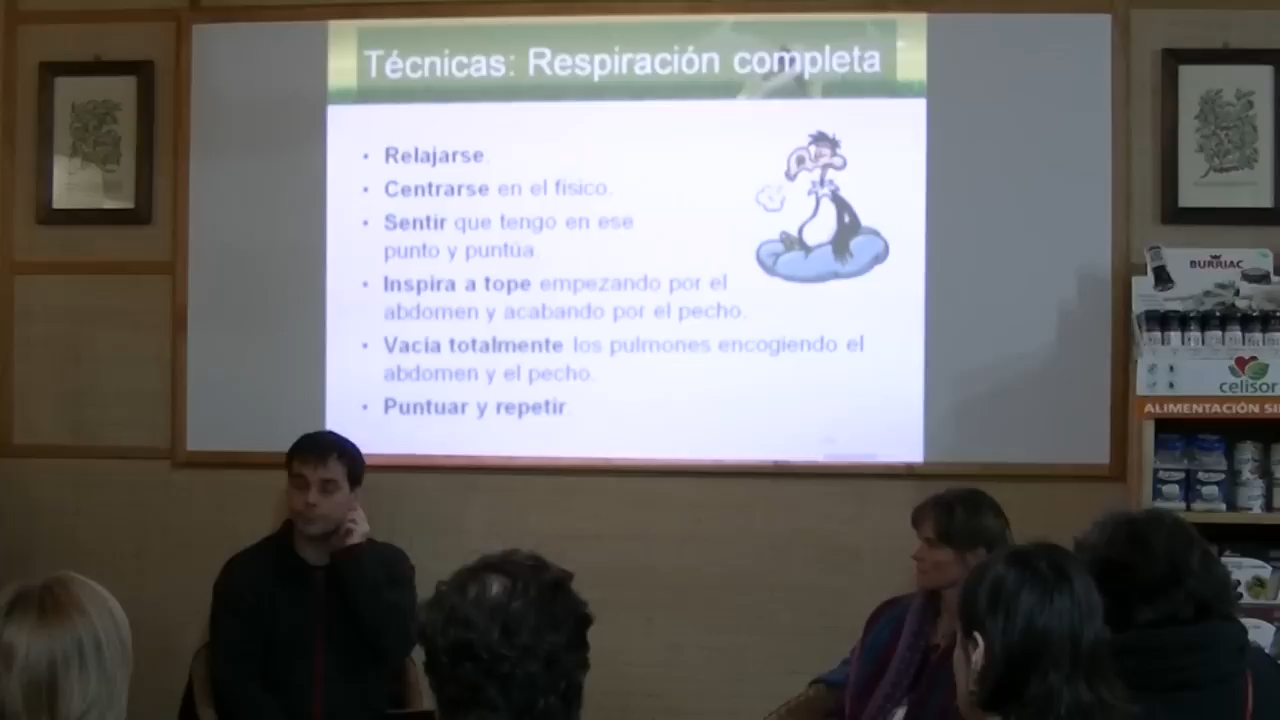 Técnicas: Respiración completa
• Relajarse.
• Centrarse en el físico.
• Sentir que tengo en ese
punto y puntúa.
• Inspira a tope empezando por el
abdomen y acabando por el pecho.
• Vacia totalmente los pulmones encogiendo el
abdomen y el pecho.
• Puntuar y repetir
BURRIAC
celisor
ALIMENTACIÓN SI